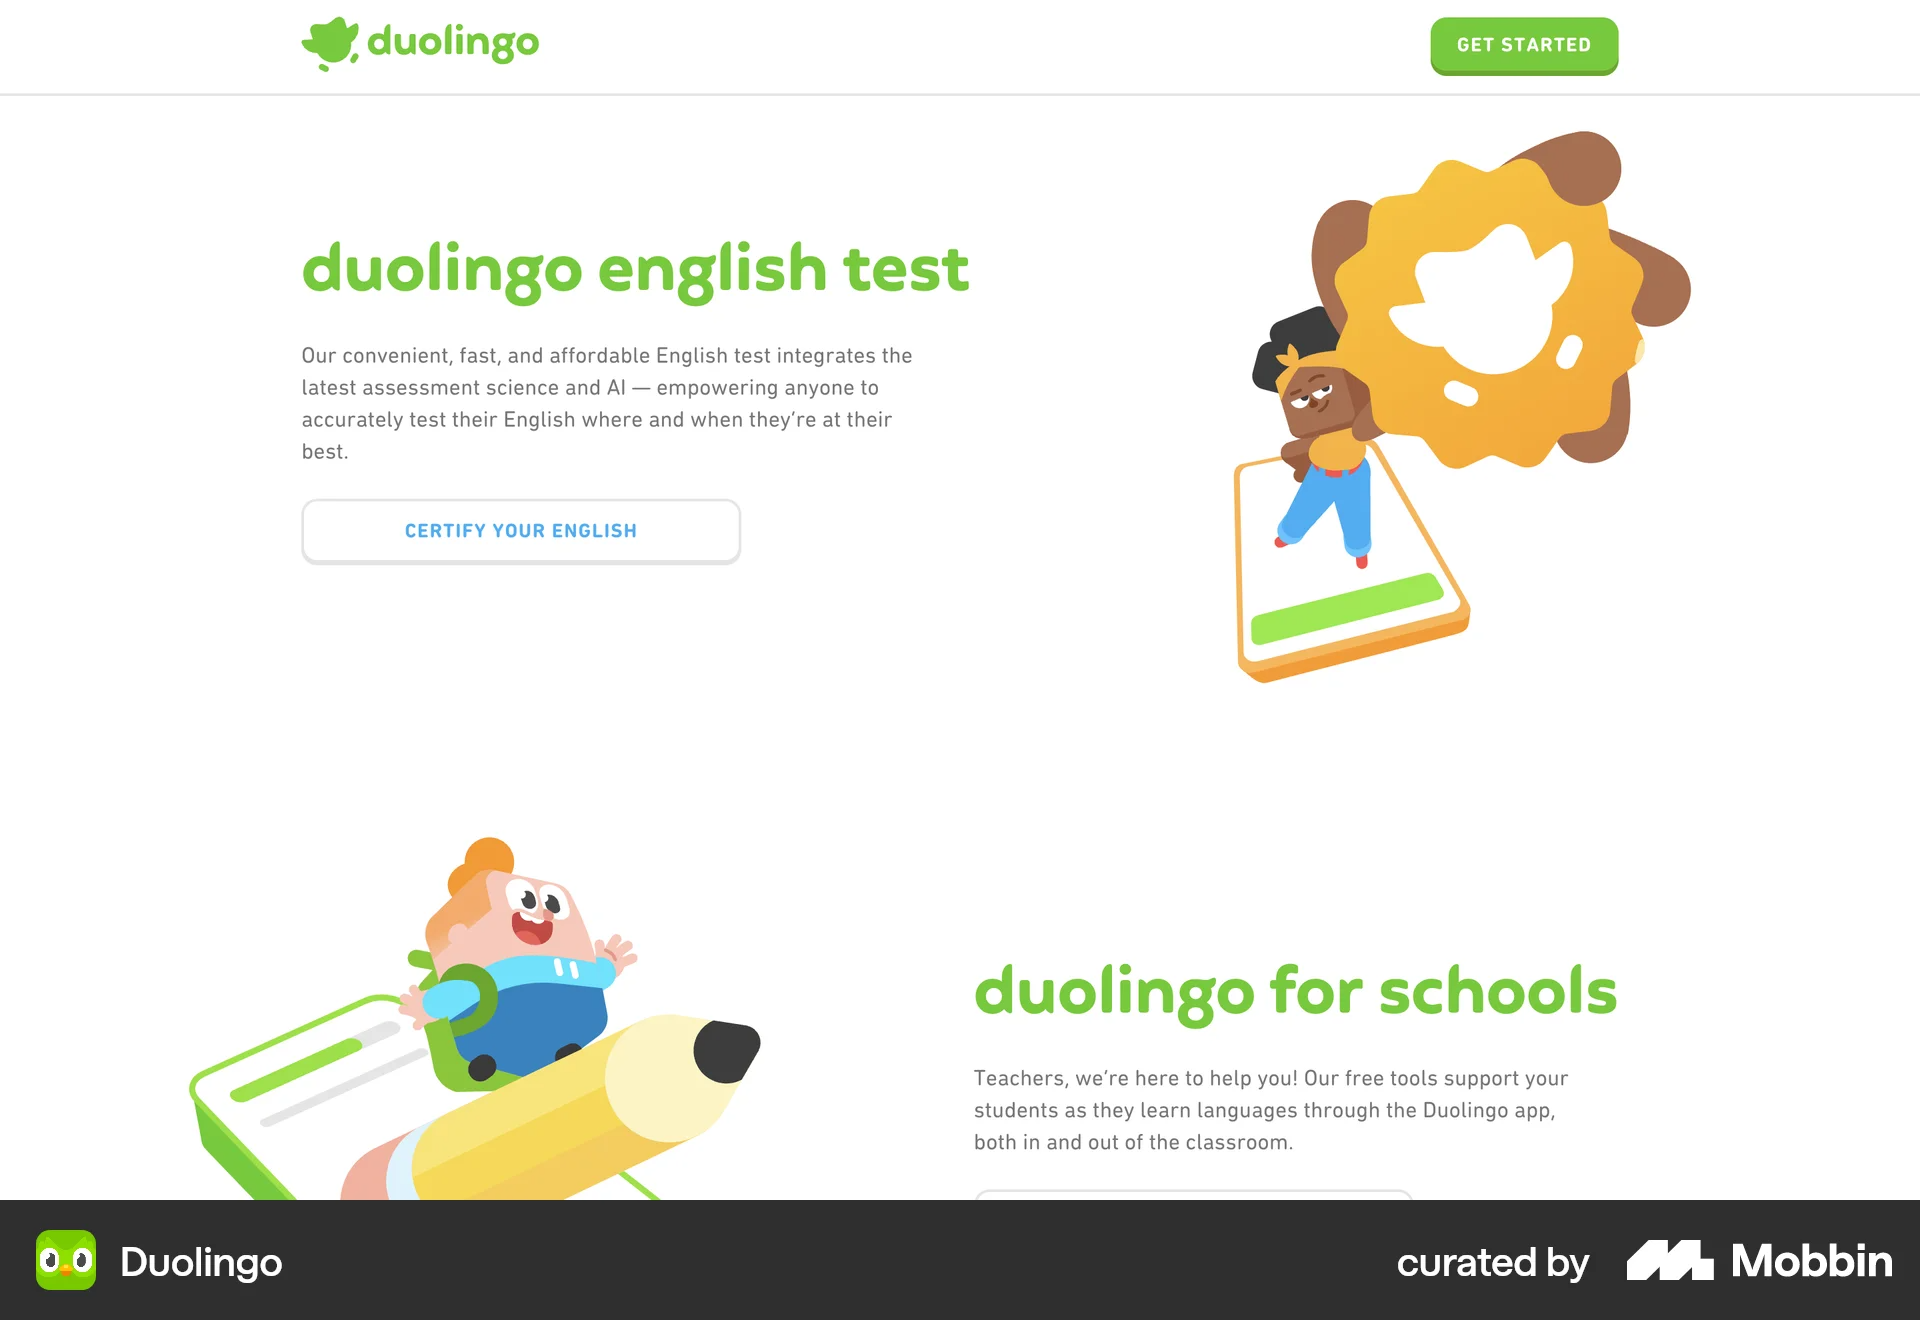 duolingo
GET STARTED
duolingo english test
Our convenient, fast, and affordable English test integrates the
latest assessment science and AI — empowering anyone to
accurately test their English where and when they’re at their
best.
CERTIFY YOUR ENGLISH
duolingo for schools
Teachers, we’re here to help you! Our free tools support your
students as they learn languages through the Duolingo app,
both in and out of the classroom.
Duolingo
curated by
Mobbin